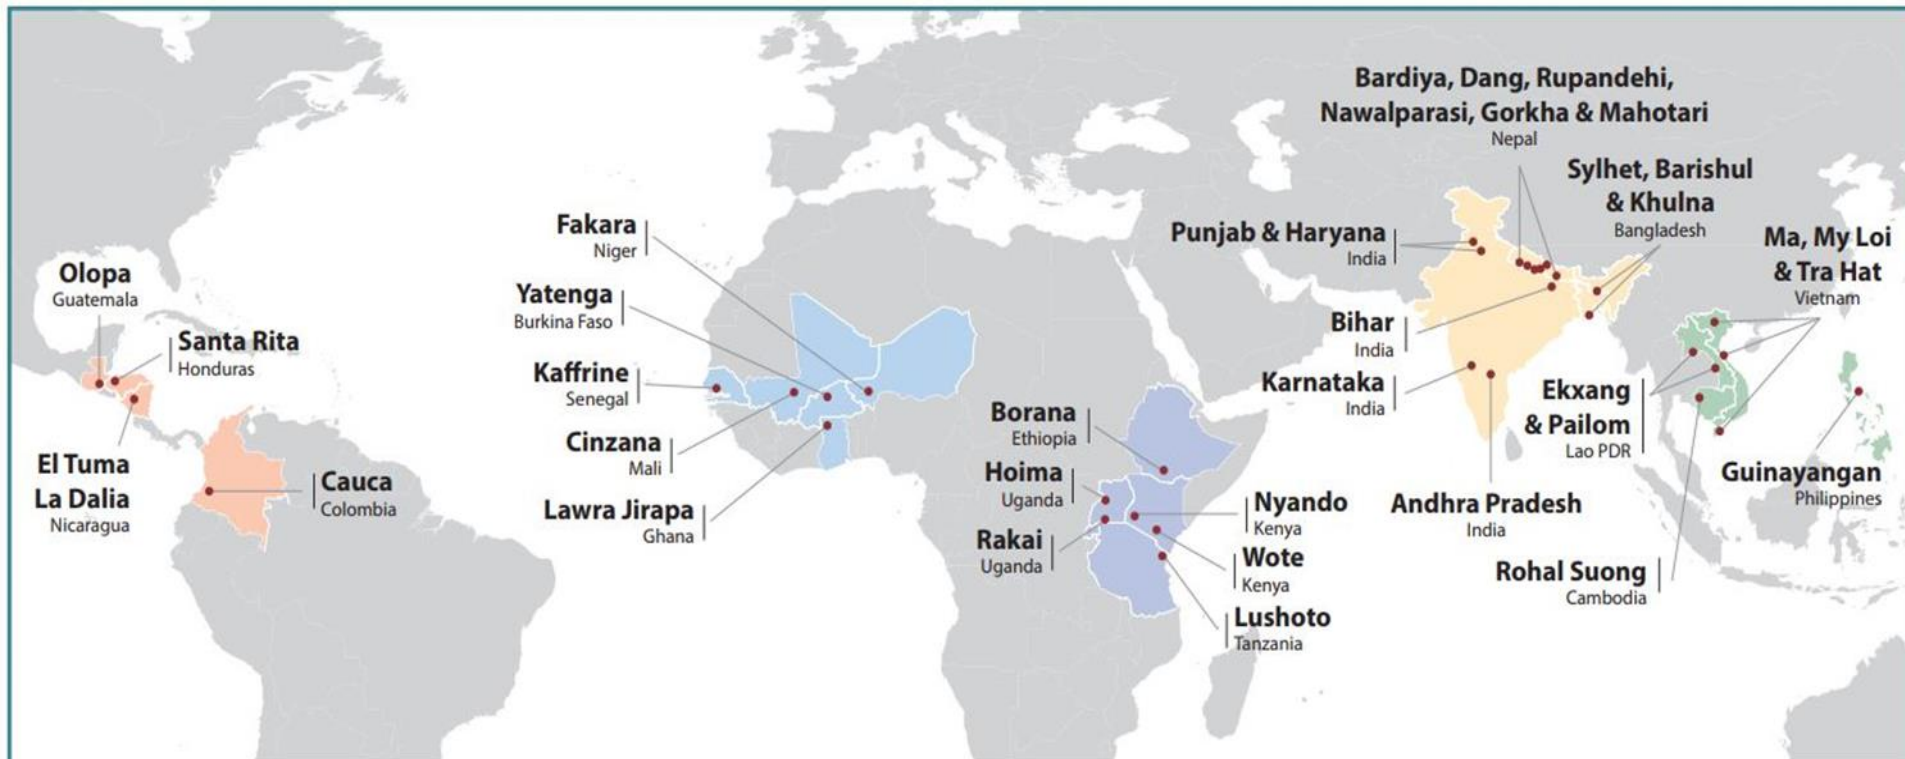 Bardiya, Dang, Rupandehi,
Nawalparasi, Gorkha & Mahotari
Nepal
Sylhet, Barishul
& Khulna
Bangladesh
Punjab & Haryana
India
Ma, My Loi
& Tra Hat
Vietnam
Fakara
Niger
Olopa
Guatemala
Yatenga
Burkina Faso
Santa Rita
Honduras
Bihar
India
Kaffrine
Senegal
Karnataka
India
Ekxang
& Pailom
Lao PDR
Borana
Ethiopia
Cinzana
Mali
El Tuma
La Dalia
Nicaragua
Cauca
Colombia
Hoima
Uganda
Guinayangan
Philippines
Lawra Jirapa
Ghana
Nyando
Kenya
Andhra Pradesh
India
Rakai
Uganda
Wote
Kenya
Rohal Suong
Cambodia
Lushoto
Tanzania